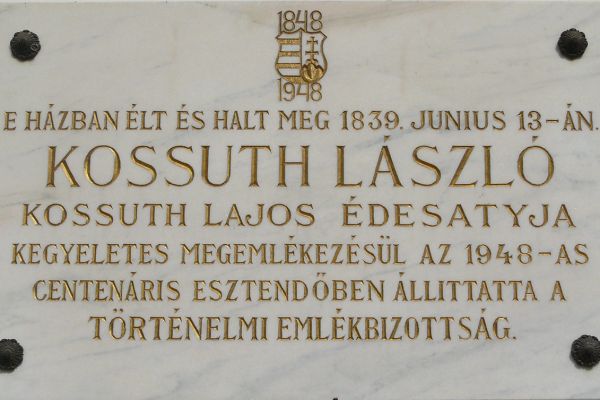 1848
1948
E HÁZBAN ÉLT ÉS HALT MEG 1839. JUNIUS 13-ÁN.
KOSSUTH LÁSZLÓ
KOSSUTH LAJOS ÉDESATYJA
KEGYELETES MEGEMLÉKEZÉSÜL AZ 1948-AS
CENTENÁRIS ESZTENDŐBEN ÁLLITTATTA A
TÖRTÉNELMI EMLÉKBIZOTTSÁG.